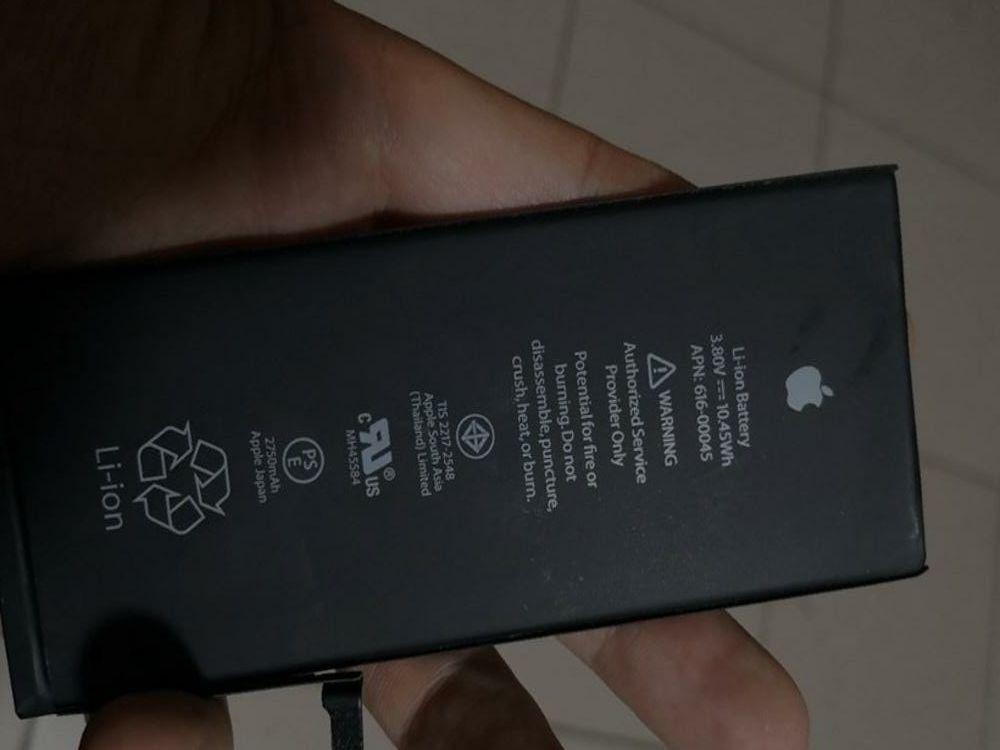 Li-ion Battery
3.80V ⎓ 10.45Wh
APN: 616-00045
⚠ WARNING
Authorized Service
Provider Only
Potential for fire or
burning. Do not
disassemble, puncture,
crush, heat, or burn.
TIS 2217-2548
Apple South Asia
(Thailand) Limited
c RU ® US
MH45584
PS
E
2750mAh
Apple Japan
Li-ion